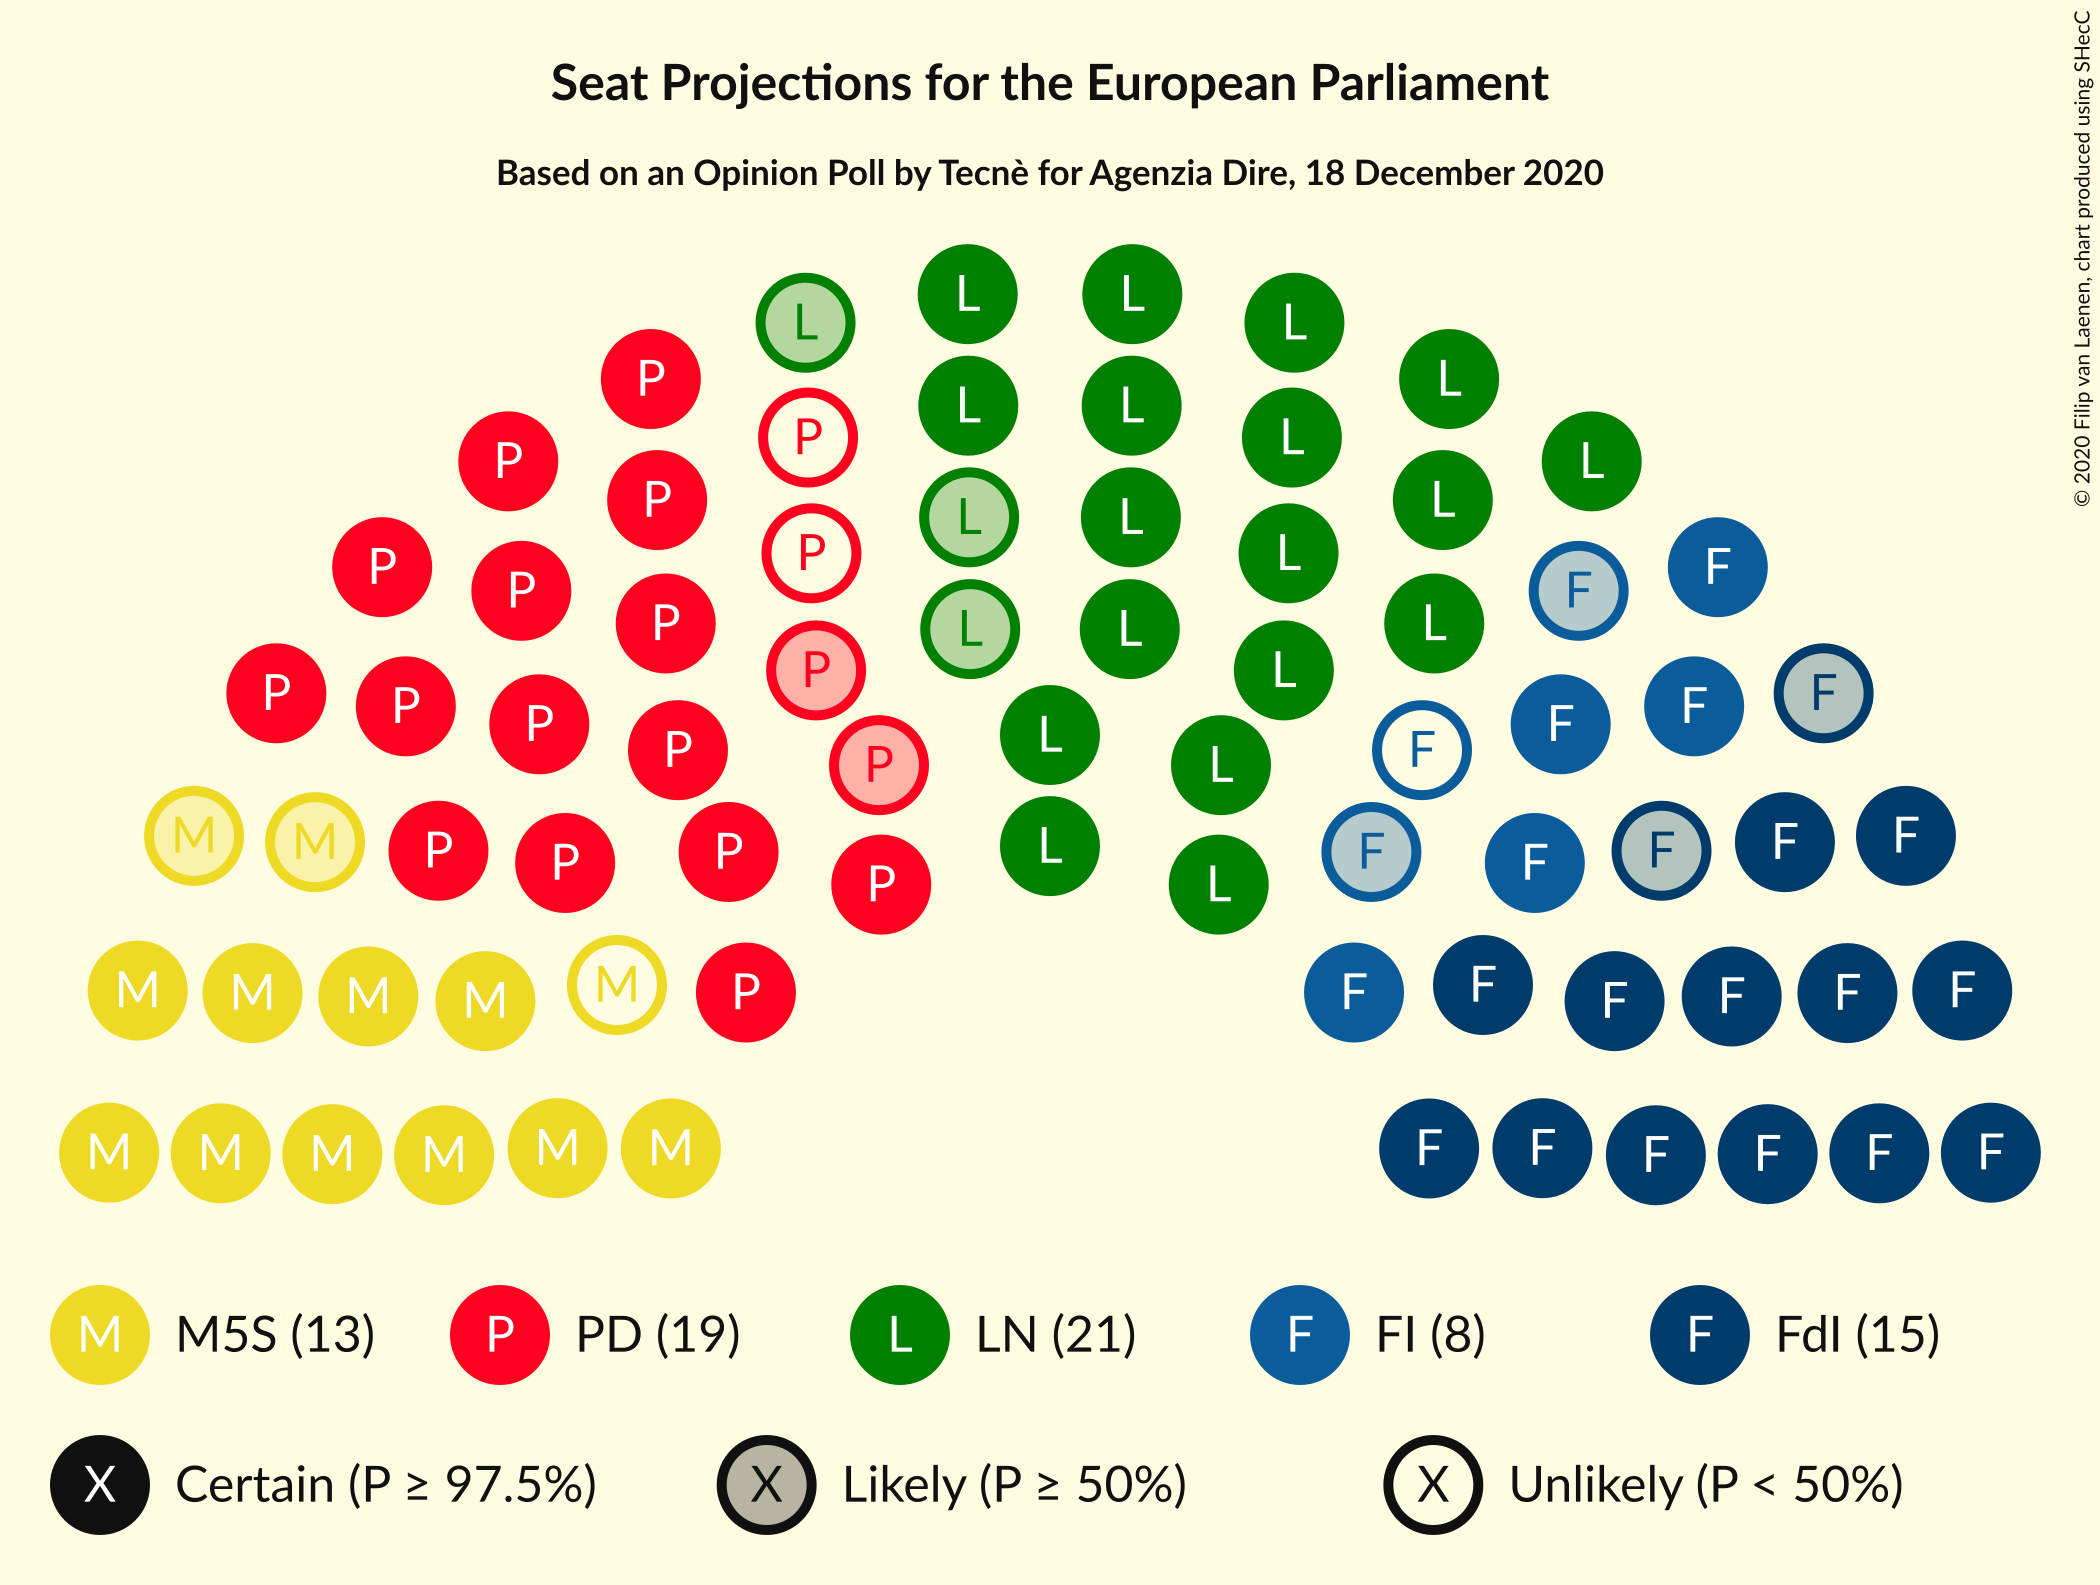 Seat Projections for the European Parliament
Based on an Opinion Poll by Tecnè for Agenzia Dire, 18 December 2020
© 2020 Filip van Laenen, chart produced using SHecC
L L L L
P L
P P L L L L
P L L L
P P P L L F F
P L L L
P P L L F
P P P P L P L F F F F
M M P P P P L L F F F F F
M M M M M P F F F F F F
M M M M M M F F F F F F
M M5S (13) P PD (19) L LN (21) F FI (8) F FdI (15)
X Certain (P ≥ 97.5%) X Likely (P ≥ 50%) X Unlikely (P < 50%)